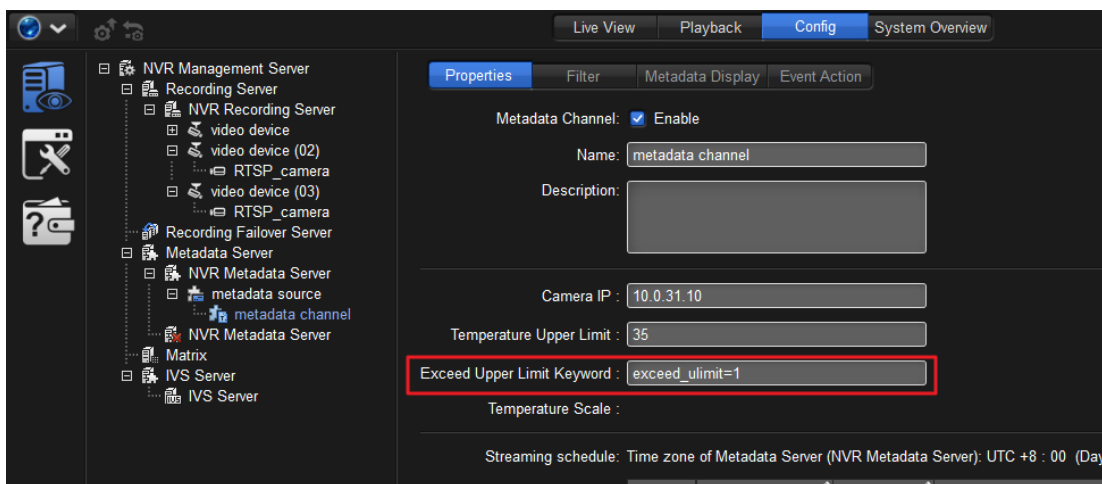 Live View Playback Config System Overview
NVR Management Server
Recording Server
NVR Recording Server
video device
video device (02)
RTSP_camera
video device (03)
RTSP_camera
Recording Failover Server
Metadata Server
NVR Metadata Server
metadata source
metadata channel
NVR Metadata Server
Matrix
IVS Server
IVS Server
Properties Filter Metadata Display Event Action
Metadata Channel: Enable
Name: metadata channel
Description:
Camera IP : 10.0.31.10
Temperature Upper Limit : 35
Exceed Upper Limit Keyword : exceed_ulimit=1
Temperature Scale :
Streaming schedule: Time zone of Metadata Server (NVR Metadata Server): UTC +8 : 00 (Day